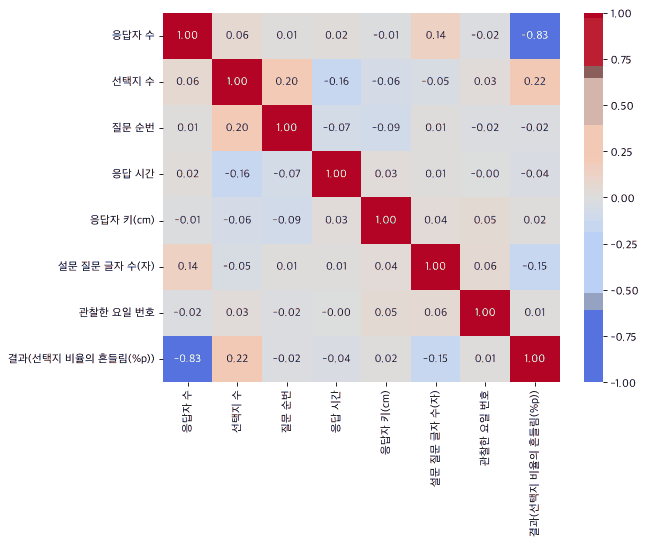 응답자 수 1.00 0.06 0.01 0.02 -0.01 0.14 -0.02 -0.83
선택지 수 0.06 1.00 0.20 -0.16 -0.06 -0.05 0.03 0.22
질문 순번 0.01 0.20 1.00 -0.07 -0.09 0.01 -0.02 -0.02
응답 시간 0.02 -0.16 -0.07 1.00 0.03 0.01 -0.00 -0.04
응답자 키(cm) -0.01 -0.06 -0.09 0.03 1.00 0.04 0.05 0.02
설문 질문 글자 수(자) 0.14 -0.05 0.01 0.01 0.04 1.00 0.06 -0.15
관찰한 요일 번호 -0.02 0.03 -0.02 -0.00 0.05 0.06 1.00 0.01
결과(선택지 비율의 흔들림(%p)) -0.83 0.22 -0.02 -0.04 0.02 -0.15 0.01 1.00
응답자 수
선택지 수
질문 순번
응답 시간
응답자 키(cm)
설문 질문 글자 수(자)
관찰한 요일 번호
결과(선택지 비율의 흔들림(%p))
1.00
0.75
0.50
0.25
0.00
-0.25
-0.50
-0.75
-1.00